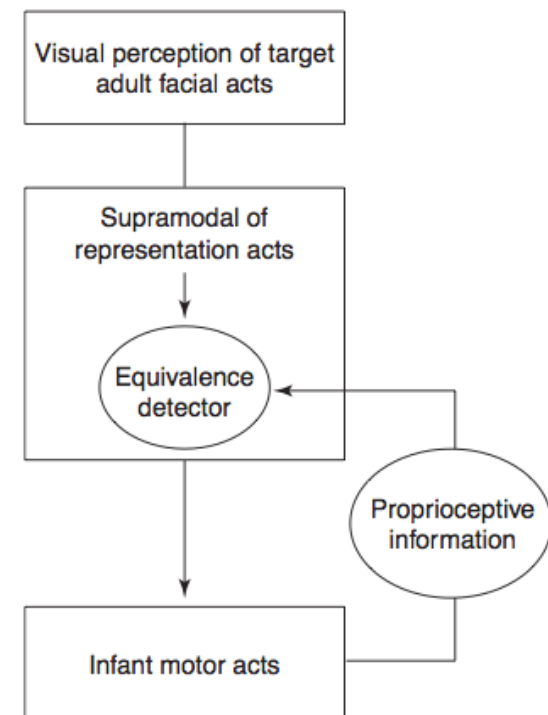 Visual perception of target
adult facial acts
Supramodal of
representation acts
Equivalence
detector
Proprioceptive
information
Infant motor acts